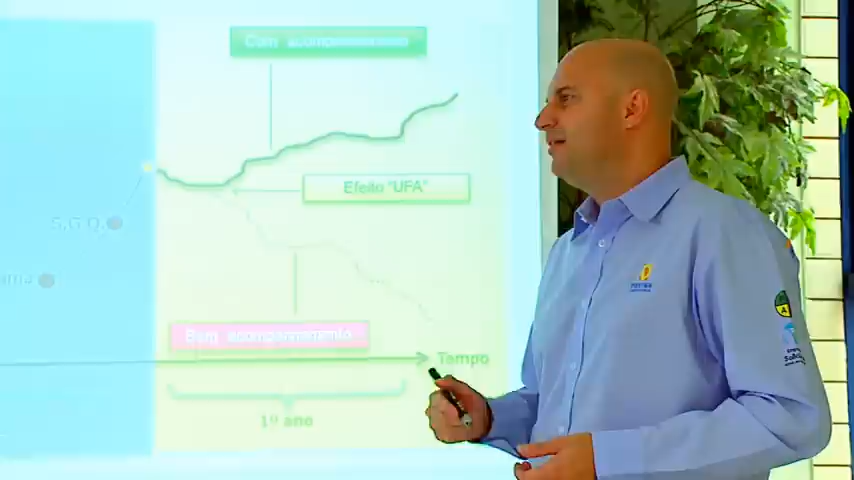 Com acompanhamento
Efeito "UFA"
S.G.Q.
Sem acompanhamento
Tempo
1º ano